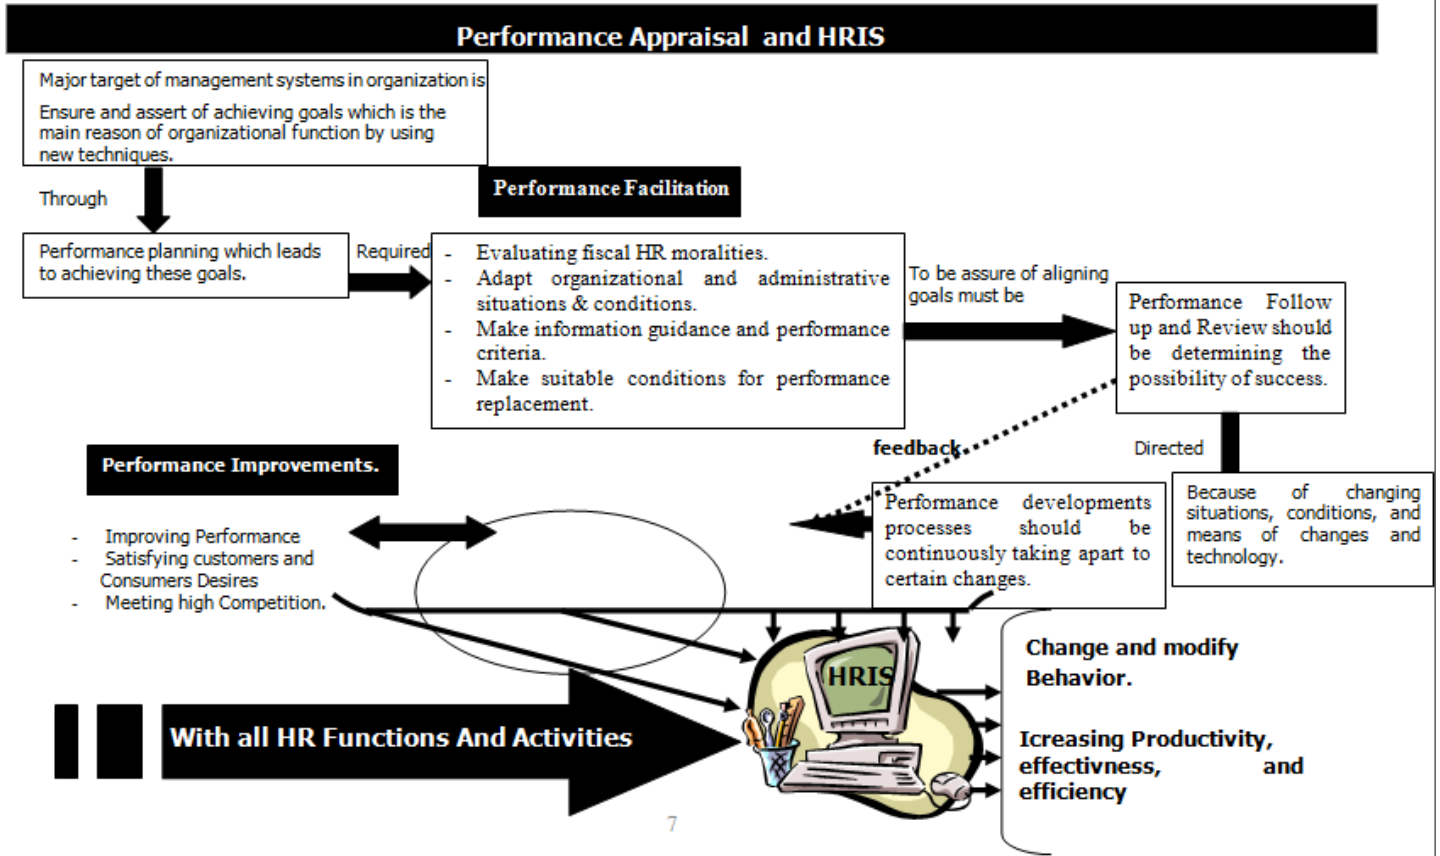 Performance Appraisal and HRIS
Major target of management systems in organization is
Ensure and assert of achieving goals which is the
main reason of organizational function by using
new techniques.
Through
Performance Facilitation
Performance planning which leads
to achieving these goals.
Required
- Evaluating fiscal HR moralities.
- Adapt organizational and administrative
situations & conditions.
- Make information guidance and performance
criteria.
- Make suitable conditions for performance
replacement.
To be assure of aligning
goals must be
Performance Follow
up and Review should
be determining the
possibility of success.
feedback
Directed
Performance Improvements.
Because of changing
situations, conditions, and
means of changes and
technology.
Performance developments
processes should be
continuously taking apart to
certain changes.
- Improving Performance
- Satisfying customers and
Consumers Desires
- Meeting high Competition.
HRIS
Change and modify
Behavior.
With all HR Functions And Activities
Icreasing Productivity,
effectivness, and
efficiency
7